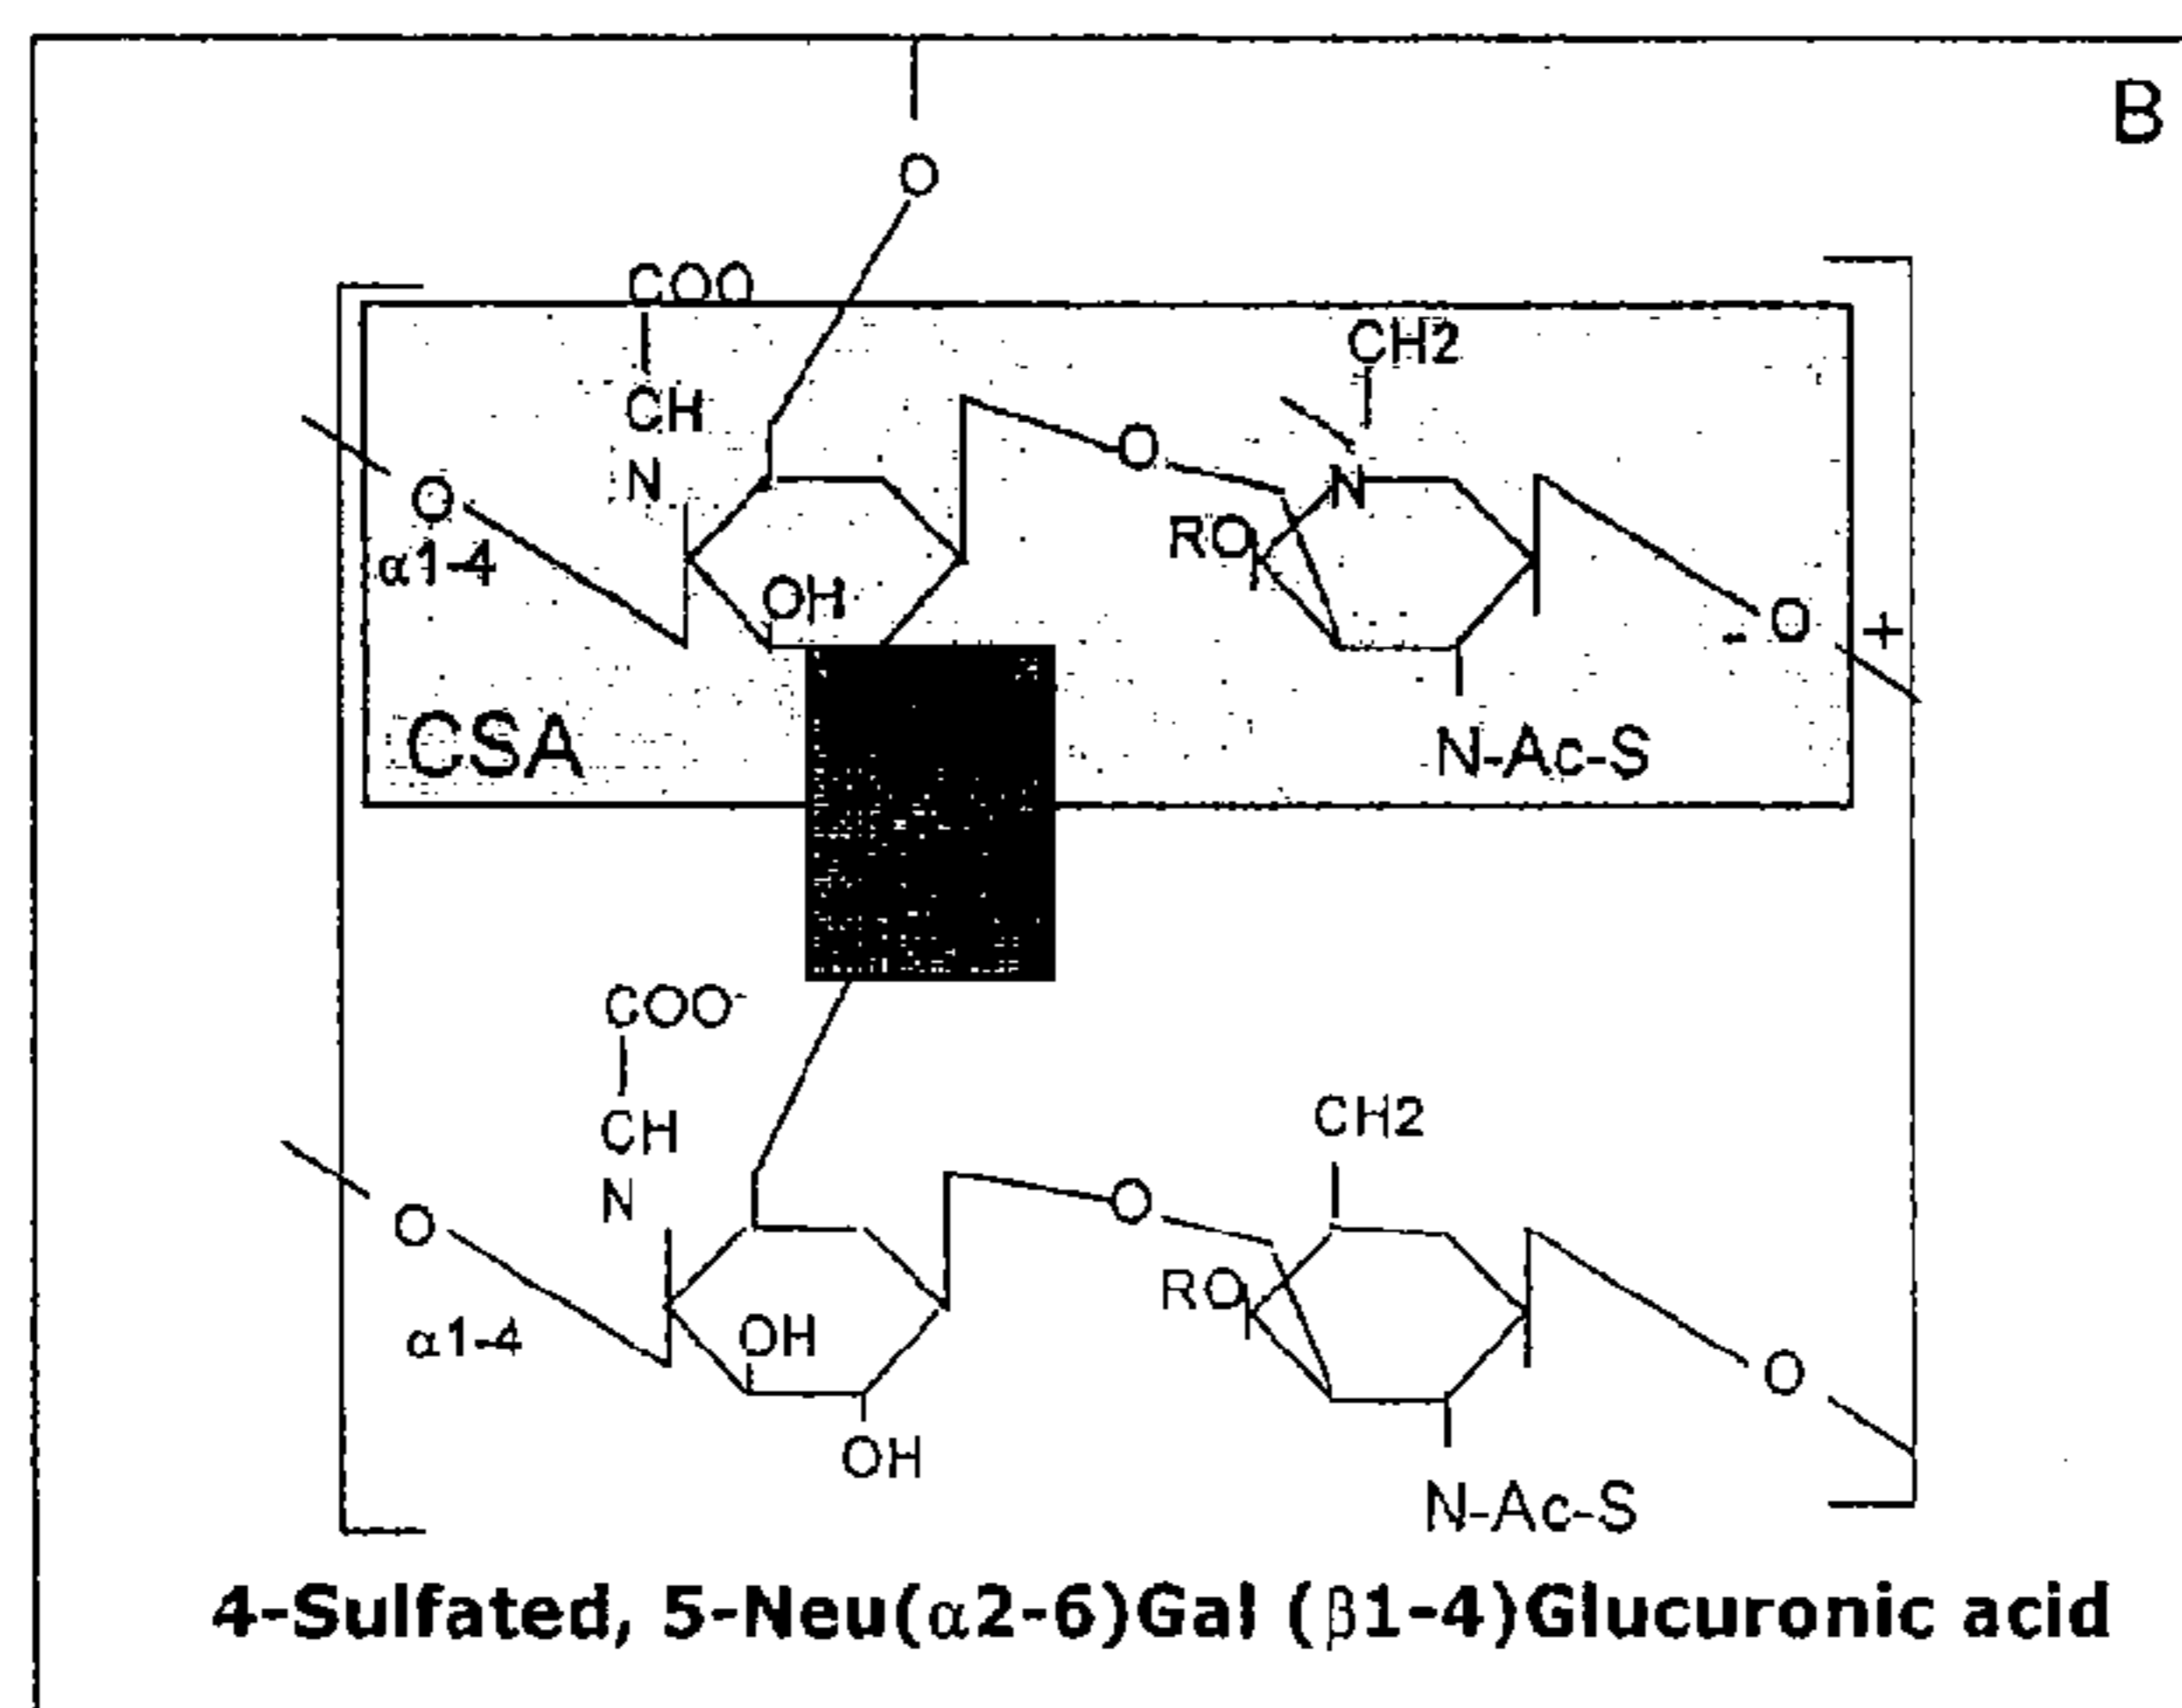 B
O
COO
CH2
CH
O
N
O
N
RO
α1-4
OH
- O +
CSA
N-Ac-S
COO-
CH
CH2
N
O
O
RO
α1-4
OH
O
OH
N-Ac-S
4-Sulfated, 5-Neu(α2-6)Gal (β1-4)Glucuronic acid